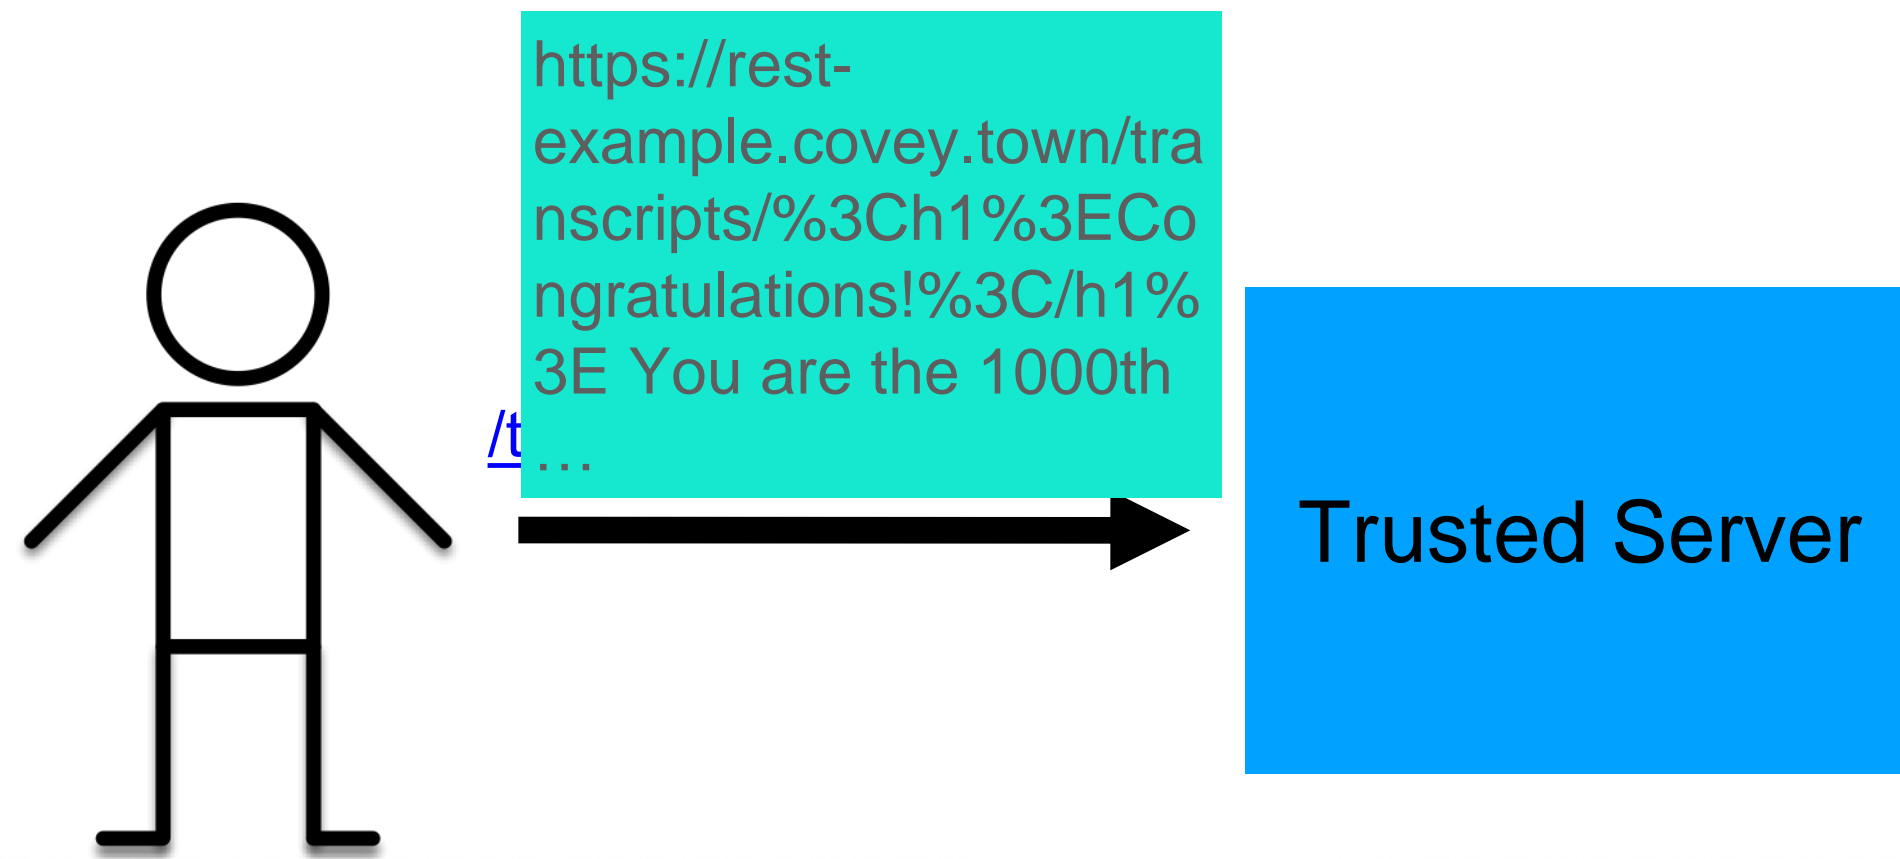 https://rest-
example.covey.town/tra
nscripts/%3Ch1%3ECo
ngratulations!%3C/h1%
3E You are the 1000th
…
/t
Trusted Server